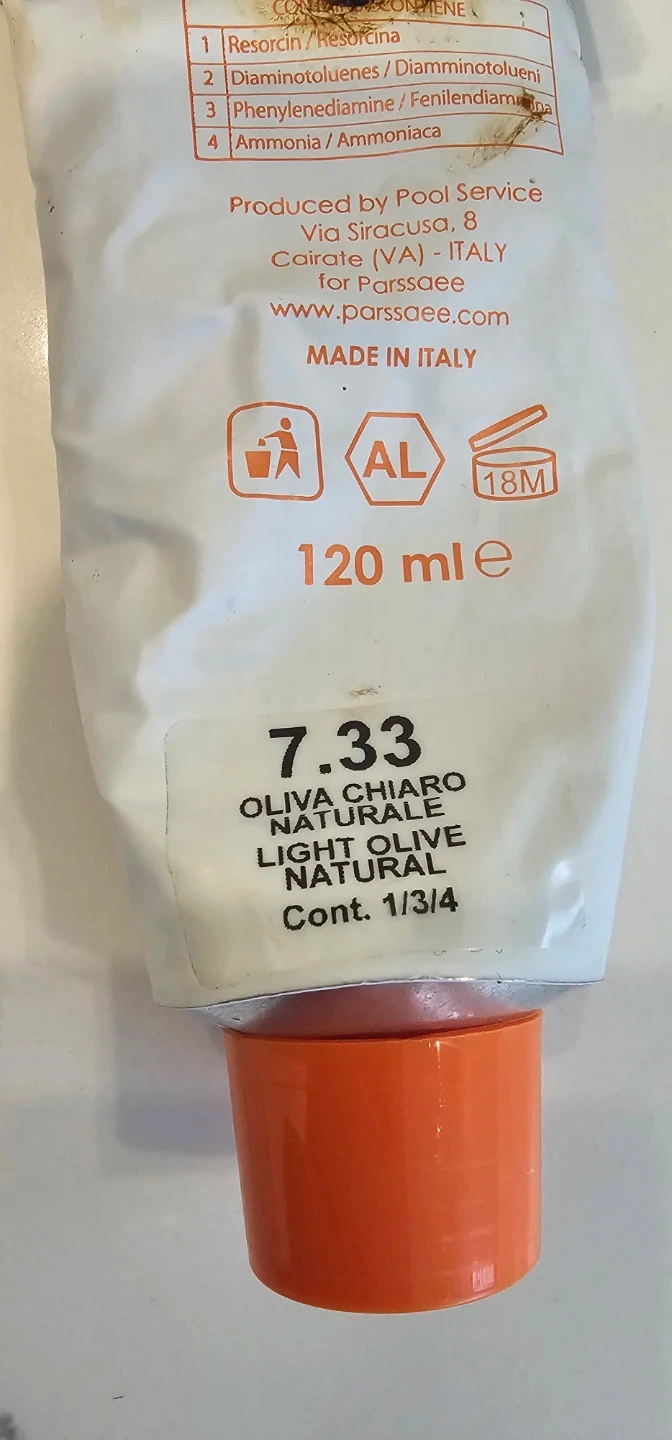 CONTIENE
1 Resorcin / Resorcina
2 Diaminotoluenes / Diamminotolueni
3 Phenylenediamine / Fenilendiammina
4 Ammonia / Ammoniaca
Produced by Pool Service
Via Siracusa, 8
Cairate (VA) - ITALY
for Parssaee
www.parssaee.com
MADE IN ITALY
AL
18M
120 ml e
7.33
OLIVA CHIARO
NATURALE
LIGHT OLIVE
NATURAL
Cont. 1/3/4